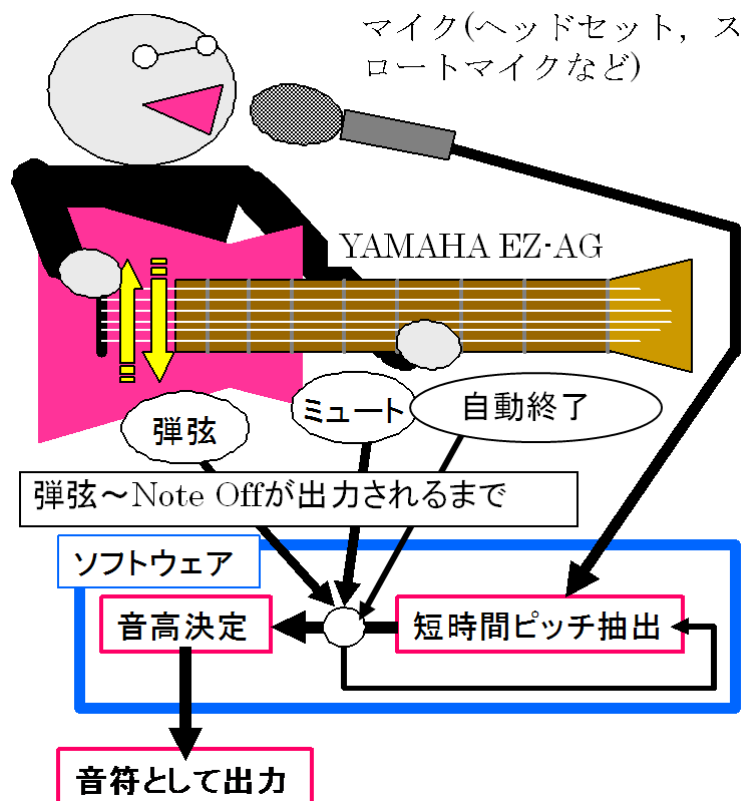 マイク(ヘッドセット，ス
ロートマイクなど)
YAMAHA EZ-AG
弾弦
ミュート
自動終了
弾弦～Note Offが出力されるまで
ソフトウェア
音高決定
短時間ピッチ抽出
音符として出力